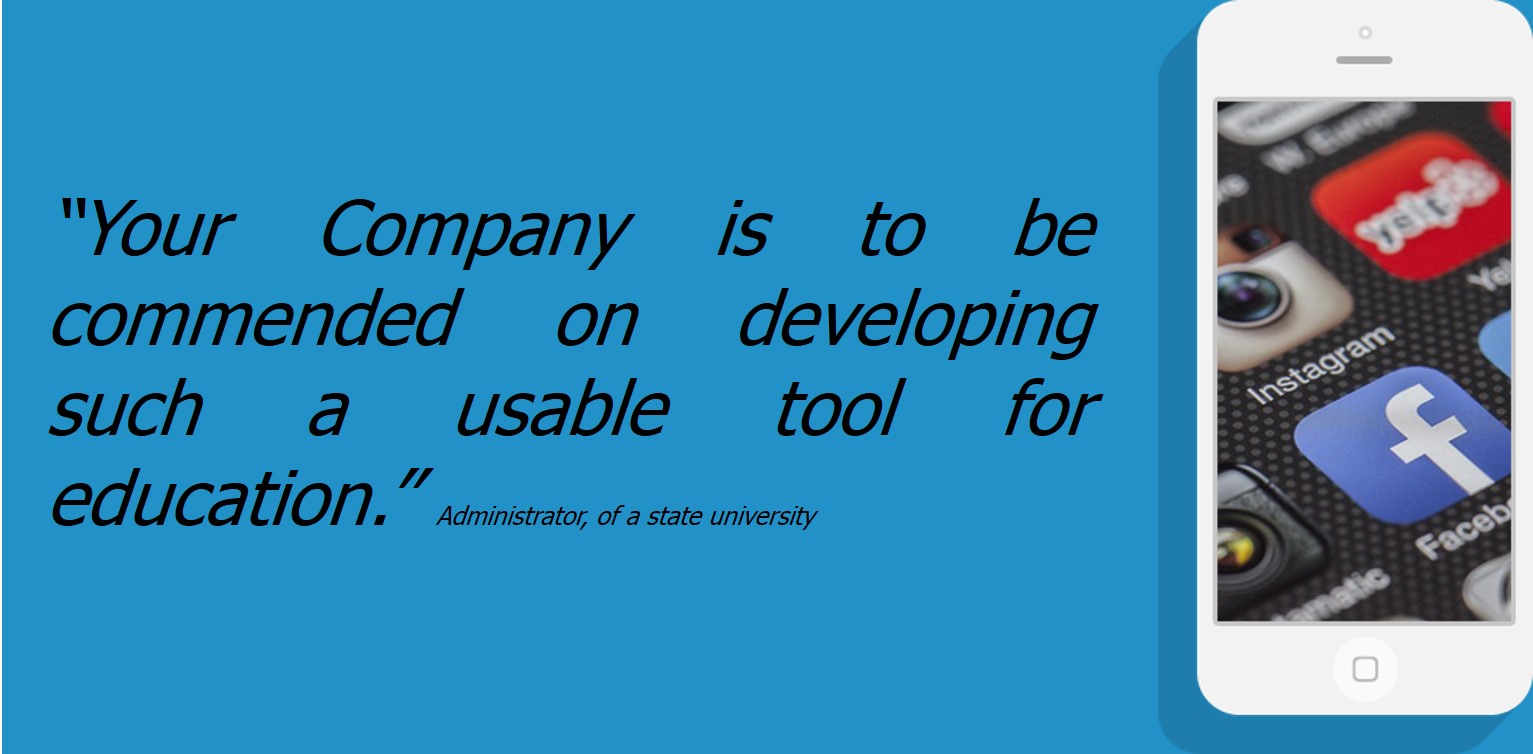 “Your Company is to be
commended on developing
such a usable tool for
education.” Administrator, of a state university
W. Europe
yelp
Yel
Instagram
f
Faceb